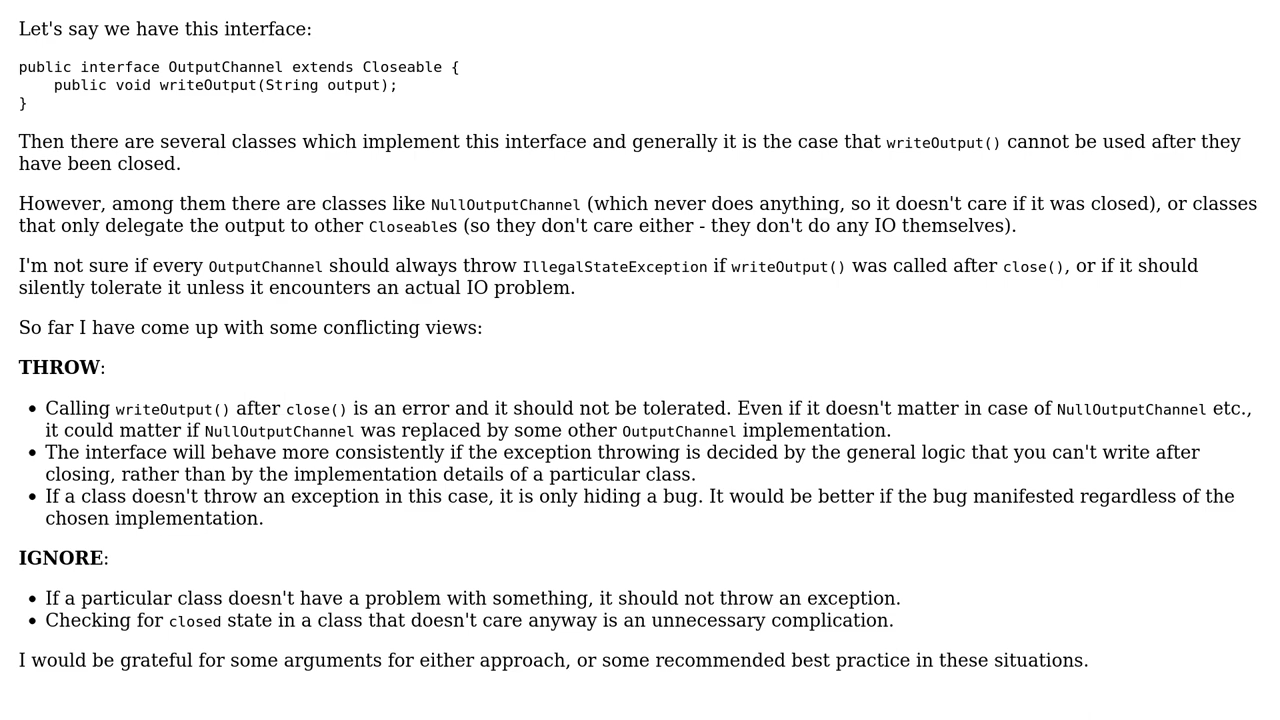 Let's say we have this interface:
public interface OutputChannel extends Closeable {
    public void writeOutput(String output);
}
Then there are several classes which implement this interface and generally it is the case that writeOutput() cannot be used after they
have been closed.
However, among them there are classes like NullOutputChannel (which never does anything, so it doesn't care if it was closed), or classes
that only delegate the output to other Closeables (so they don't care either - they don't do any IO themselves).
I'm not sure if every OutputChannel should always throw IllegalStateException if writeOutput() was called after close(), or if it should
silently tolerate it unless it encounters an actual IO problem.
So far I have come up with some conflicting views:
THROW:
• Calling writeOutput() after close() is an error and it should not be tolerated. Even if it doesn't matter in case of NullOutputChannel etc.,
it could matter if NullOutputChannel was replaced by some other OutputChannel implementation.
• The interface will behave more consistently if the exception throwing is decided by the general logic that you can't write after
closing, rather than by the implementation details of a particular class.
• If a class doesn't throw an exception in this case, it is only hiding a bug. It would be better if the bug manifested regardless of the
chosen implementation.
IGNORE:
• If a particular class doesn't have a problem with something, it should not throw an exception.
• Checking for closed state in a class that doesn't care anyway is an unnecessary complication.
I would be grateful for some arguments for either approach, or some recommended best practice in these situations.